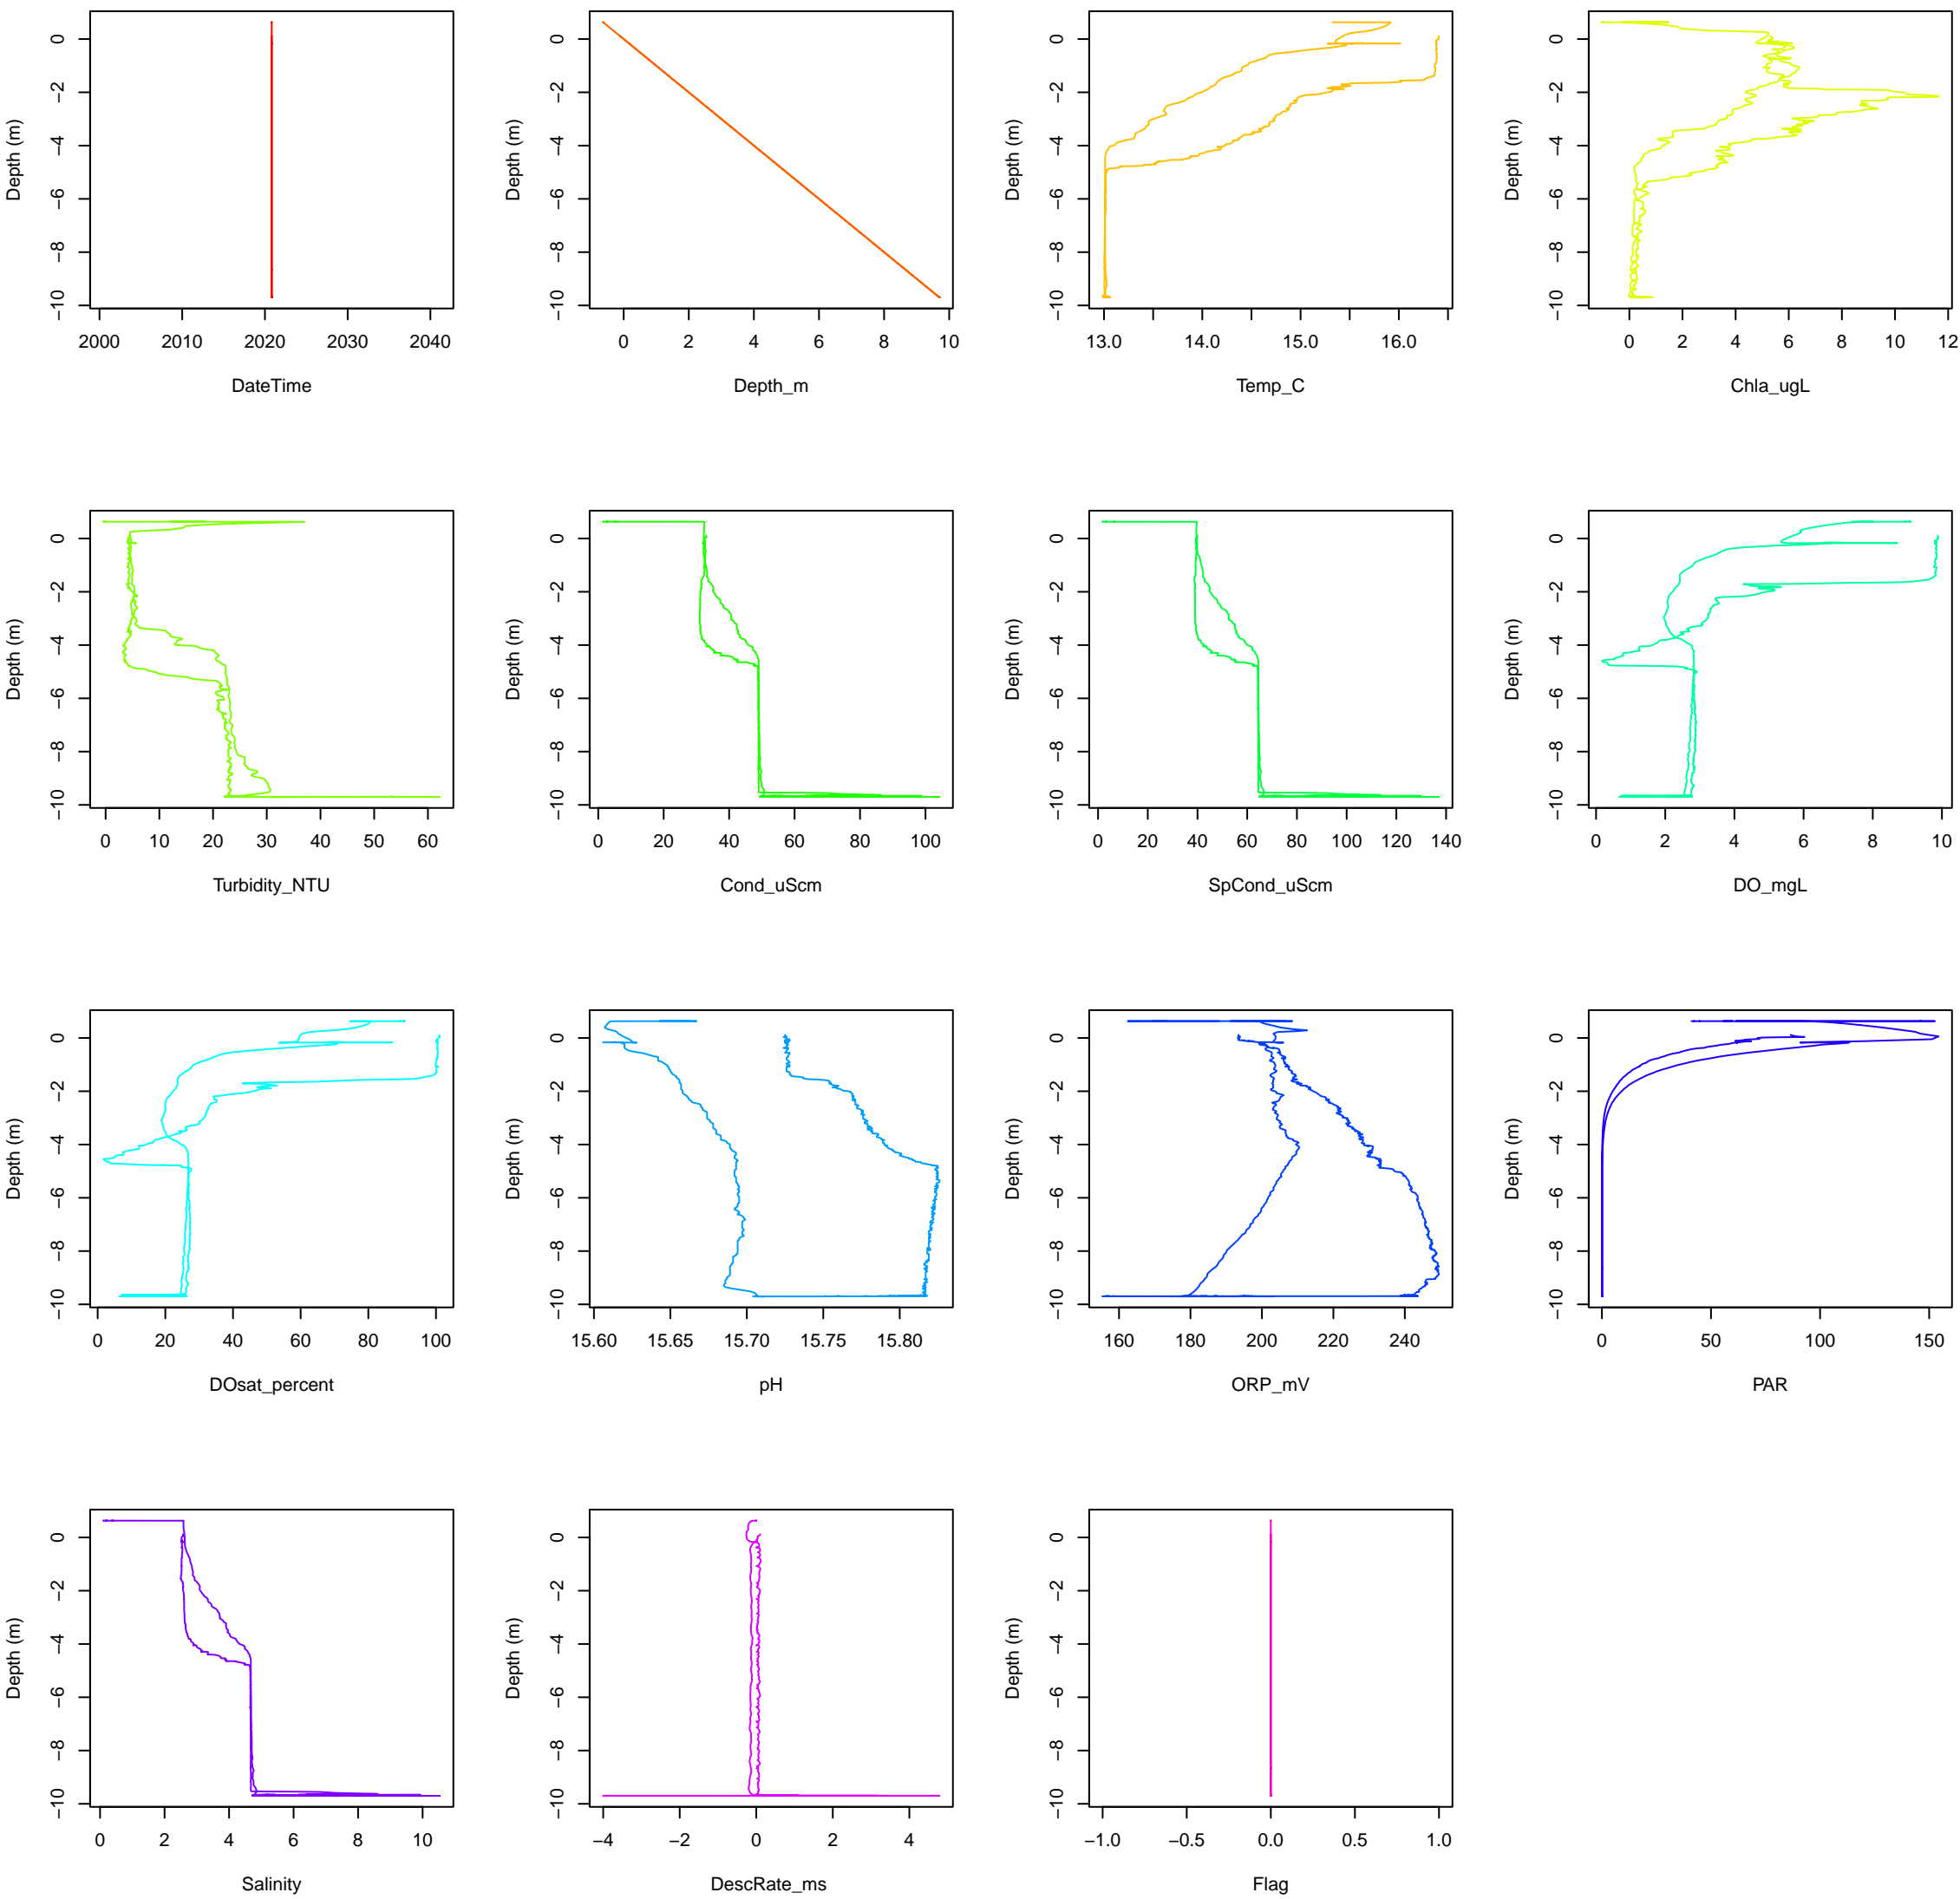 Depth (m)
0
−2
−4
−6
−8
−10
2000 2010 2020 2030 2040
DateTime
Depth (m)
0
−2
−4
−6
−8
−10
0 2 4 6 8 10
Depth_m
Depth (m)
0
−2
−4
−6
−8
−10
13.0 14.0 15.0 16.0
Temp_C
Depth (m)
0
−2
−4
−6
−8
−10
0 2 4 6 8 10 12
Chla_ugL
Depth (m)
0
−2
−4
−6
−8
−10
0 10 20 30 40 50 60
Turbidity_NTU
Depth (m)
0
−2
−4
−6
−8
−10
0 20 40 60 80 100
Cond_uScm
Depth (m)
0
−2
−4
−6
−8
−10
0 20 40 60 80 100 120 140
SpCond_uScm
Depth (m)
0
−2
−4
−6
−8
−10
0 2 4 6 8 10
DO_mgL
Depth (m)
0
−2
−4
−6
−8
−10
0 20 40 60 80 100
DOsat_percent
Depth (m)
0
−2
−4
−6
−8
−10
15.60 15.65 15.70 15.75 15.80
pH
Depth (m)
0
−2
−4
−6
−8
−10
160 180 200 220 240
ORP_mV
Depth (m)
0
−2
−4
−6
−8
−10
0 50 100 150
PAR
Depth (m)
0
−2
−4
−6
−8
−10
0 2 4 6 8 10
Salinity
Depth (m)
0
−2
−4
−6
−8
−10
−4 −2 0 2 4
DescRate_ms
Depth (m)
0
−2
−4
−6
−8
−10
−1.0 −0.5 0.0 0.5 1.0
Flag